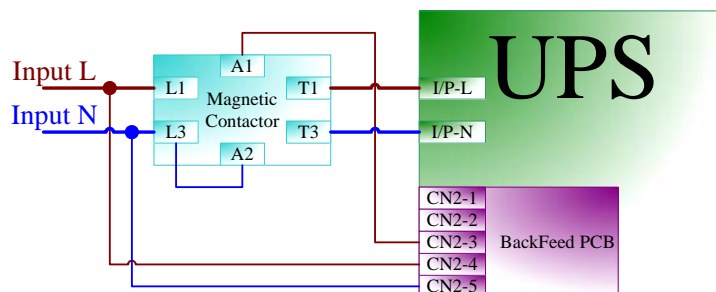 UPS
Input L
Input N
L1
A1
T1
Magnetic
Contactor
L3
A2
T3
I/P-L
I/P-N
CN2-1
CN2-2
CN2-3
CN2-4
CN2-5
BackFeed PCB